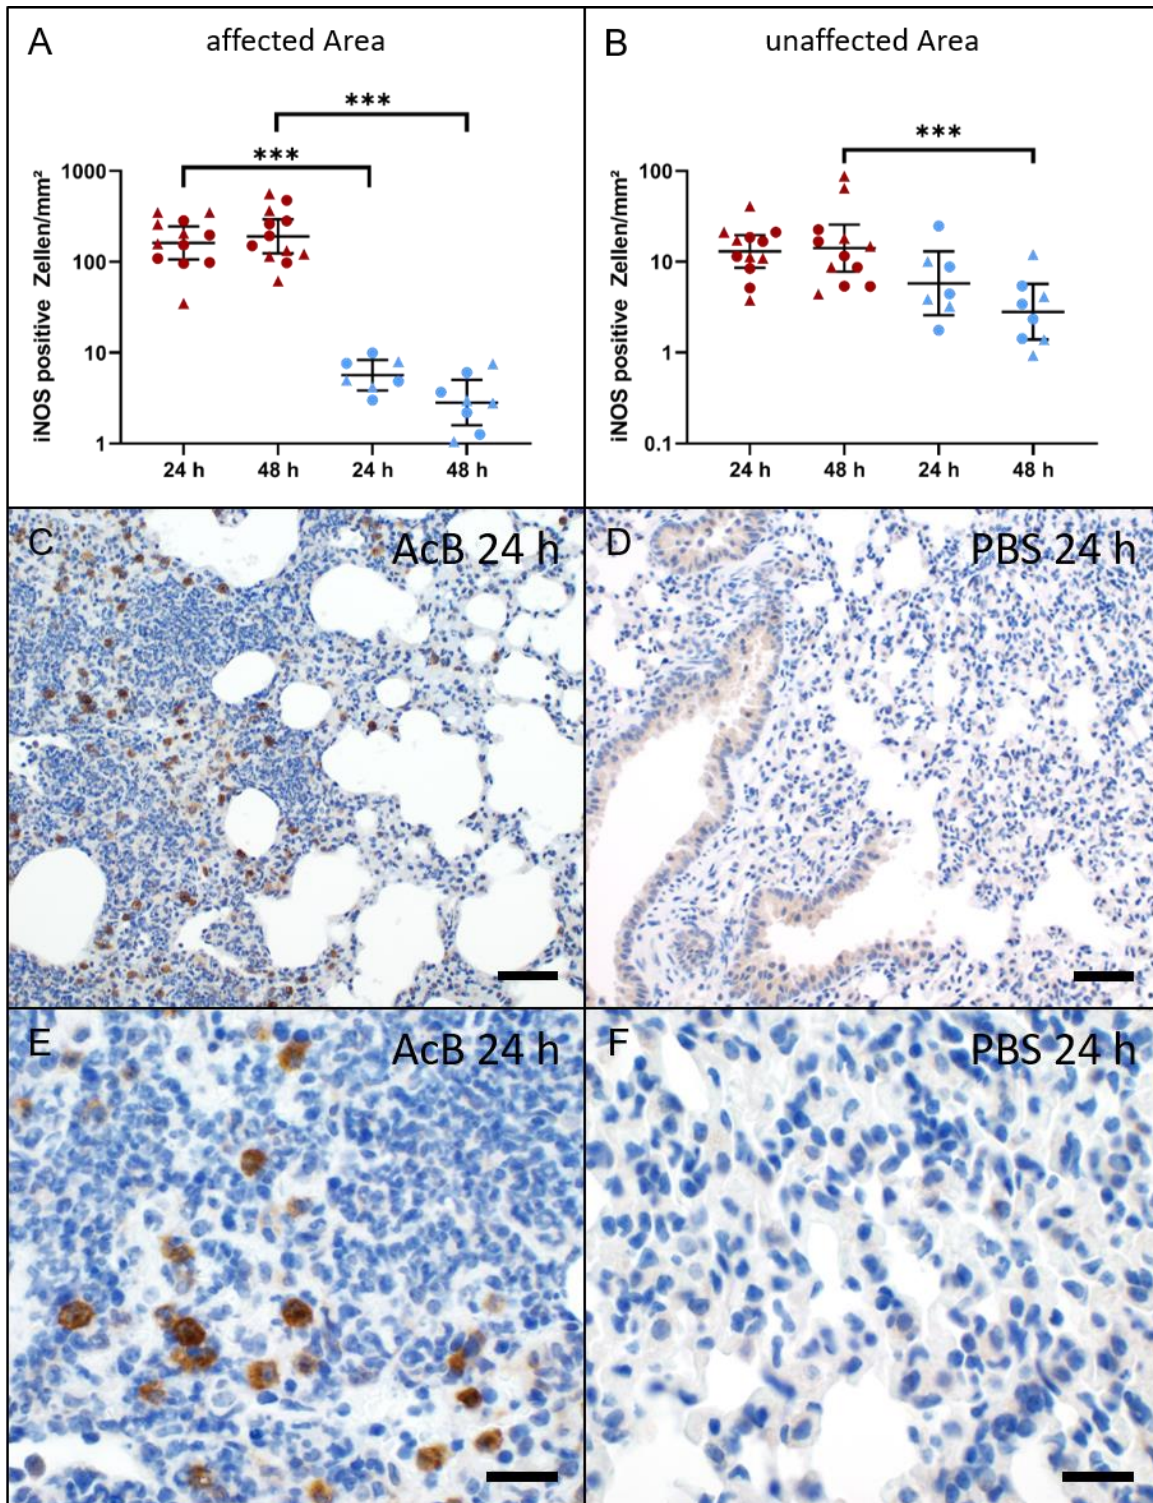 A
affected Area
***
***
iNOS positive Zellen/mm²
1000
100
10
1
24 h
48 h
24 h
48 h
B
unaffected Area
***
iNOS positive Zellen/mm²
100
10
1
0.1
24 h
48 h
24 h
48 h
C
AcB 24 h
D
PBS 24 h
E
AcB 24 h
F
PBS 24 h